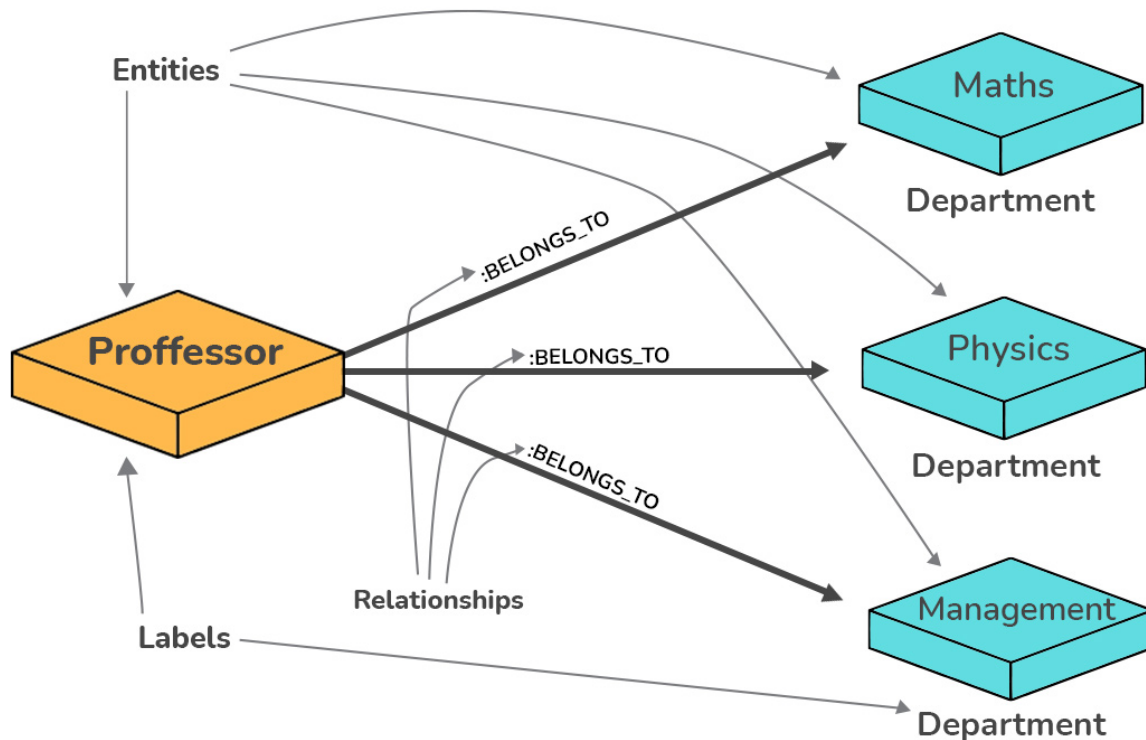 Entities
Maths
Department
:BELONGS_TO
Proffessor
:BELONGS_TO
Physics
Department
:BELONGS_TO
Relationships
Management
Labels
Department